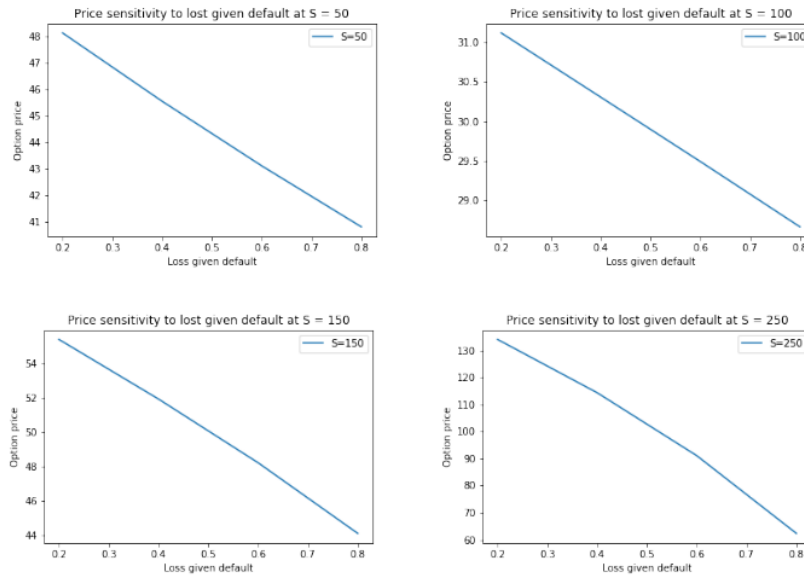 Price sensitivity to lost given default at S = 50
S=50
48
47
46
45
44
43
42
41
Option price
0.2 0.3 0.4 0.5 0.6 0.7 0.8
Loss given default
Price sensitivity to lost given default at S = 100
S=100
31.0
30.5
30.0
29.5
29.0
Option price
0.2 0.3 0.4 0.5 0.6 0.7 0.8
Loss given default
Price sensitivity to lost given default at S = 150
S=150
54
52
50
48
46
44
Option price
0.2 0.3 0.4 0.5 0.6 0.7 0.8
Loss given default
Price sensitivity to lost given default at S = 250
S=250
130
120
110
100
90
80
70
60
Option price
0.2 0.3 0.4 0.5 0.6 0.7 0.8
Loss given default